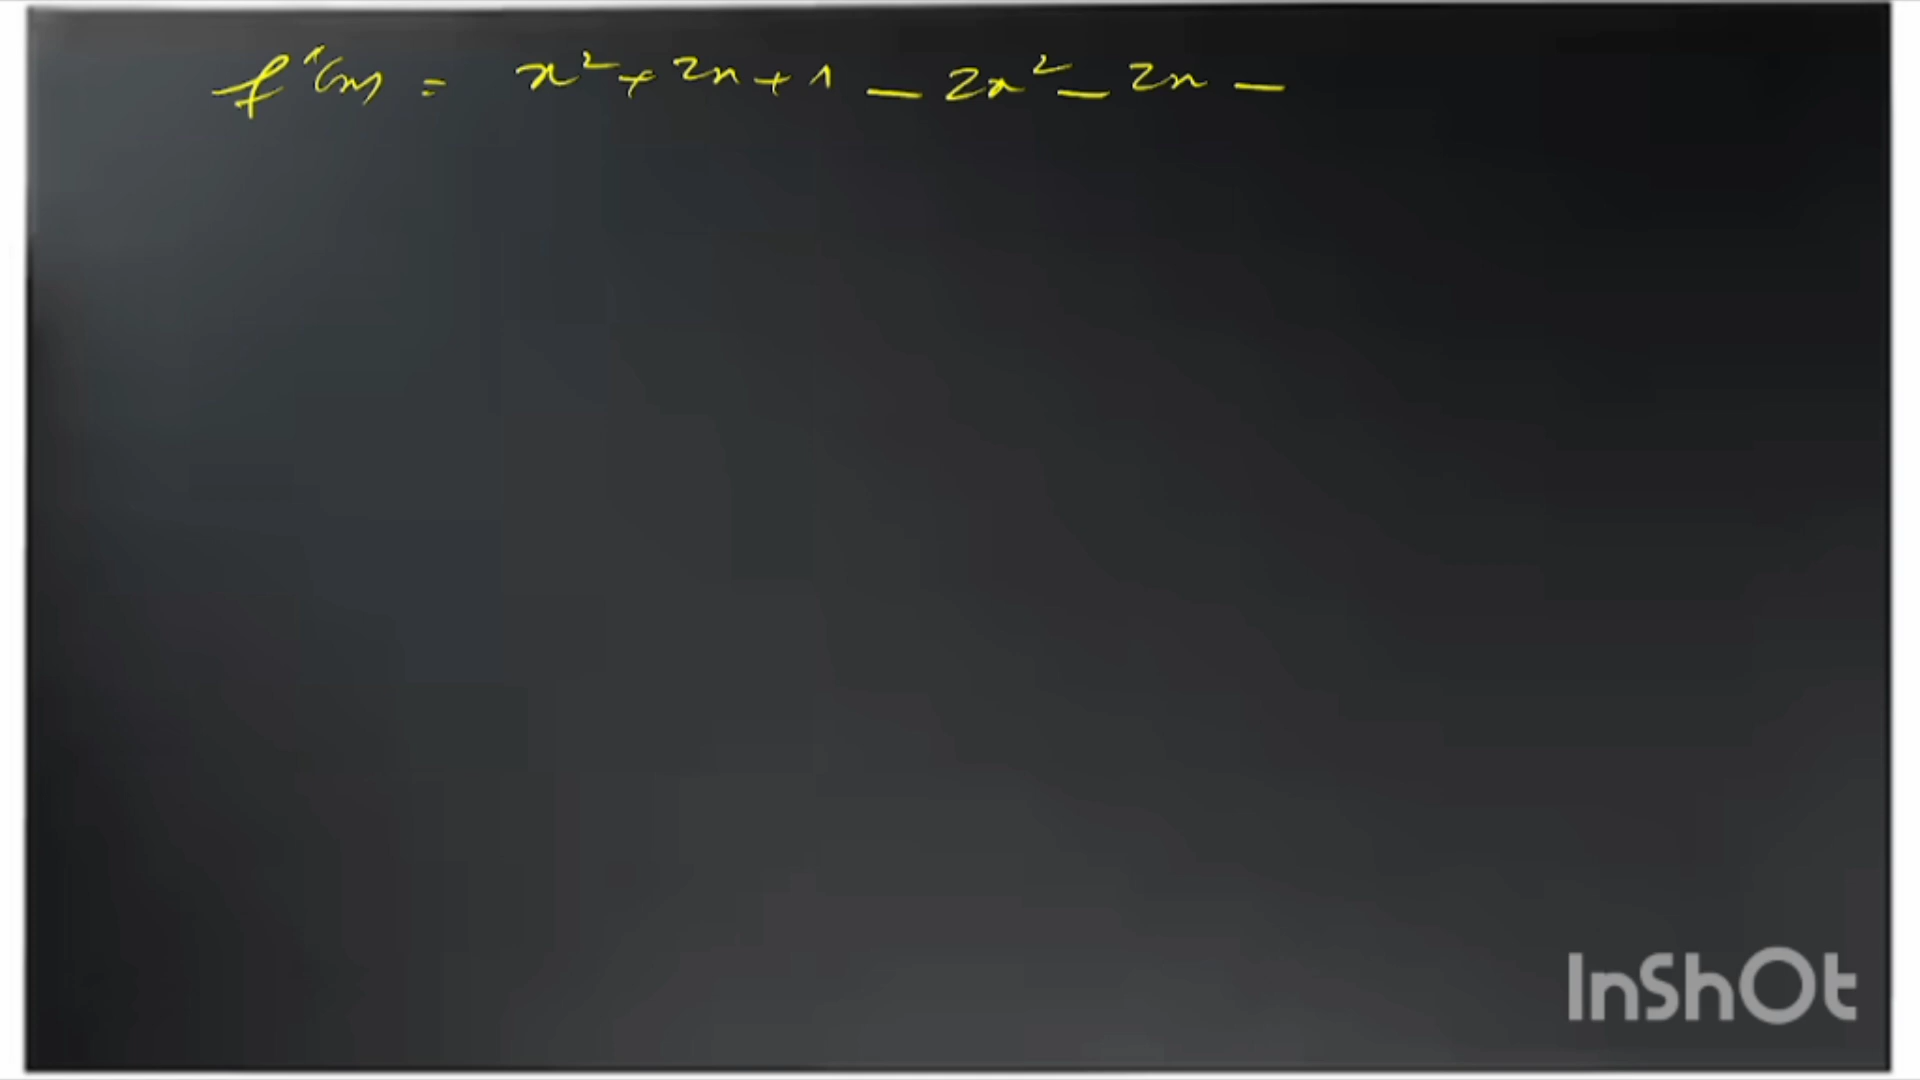 f'(x) = x² + 2x + 1 - 2x² - 2x -
InShOt